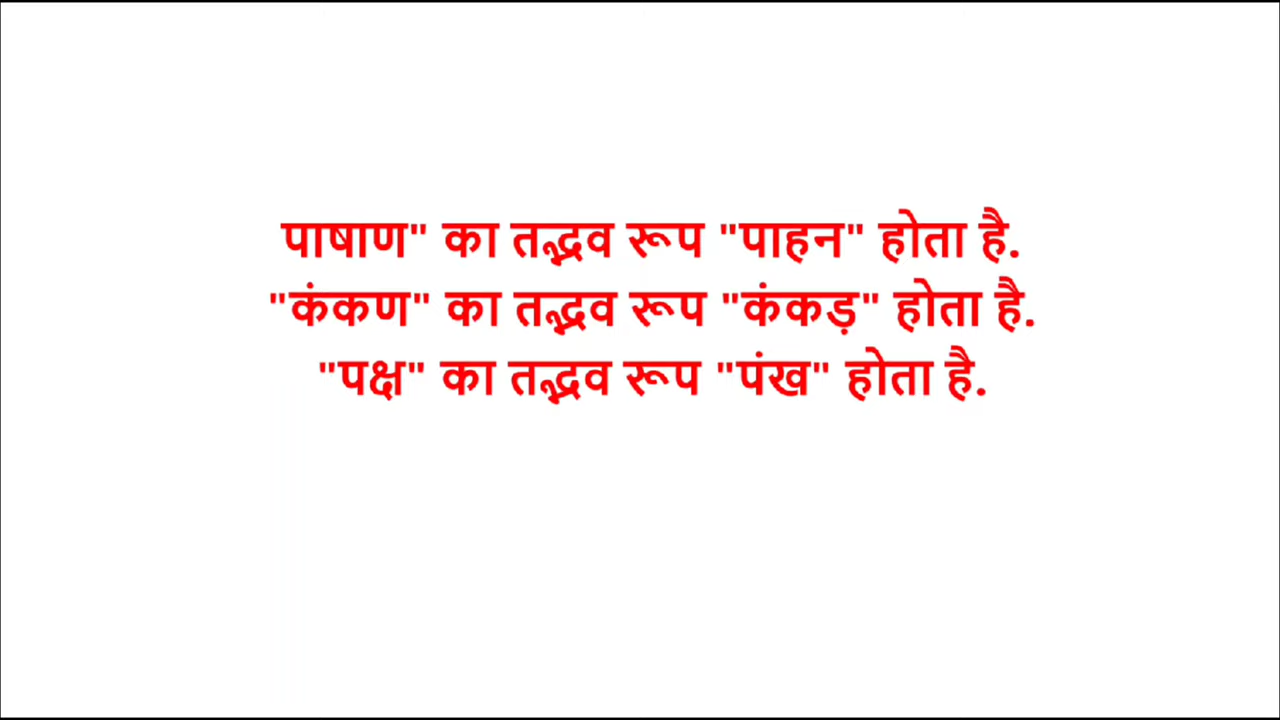 पाषाण" का तद्भव रूप "पाहन" होता है.
"कंकण" का तद्भव रूप "कंकड़" होता है.
"पक्ष" का तद्भव रूप "पंख" होता है.